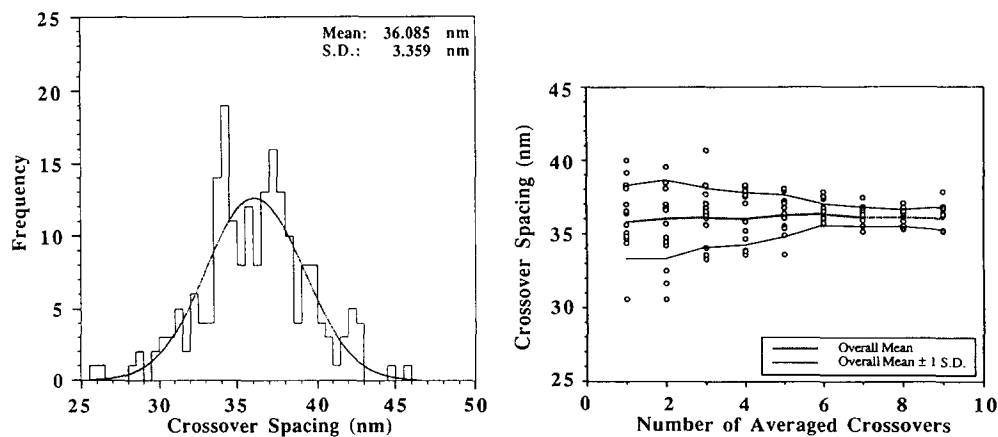 25
20
15
10
5
0
Frequency
Mean: 36.085 nm
S.D.: 3.359 nm
25 30 35 40 45 50
Crossover Spacing (nm)
45
40
35
30
25
Crossover Spacing (nm)
Overall Mean
Overall Mean ± 1 S.D.
0 2 4 6 8 10
Number of Averaged Crossovers